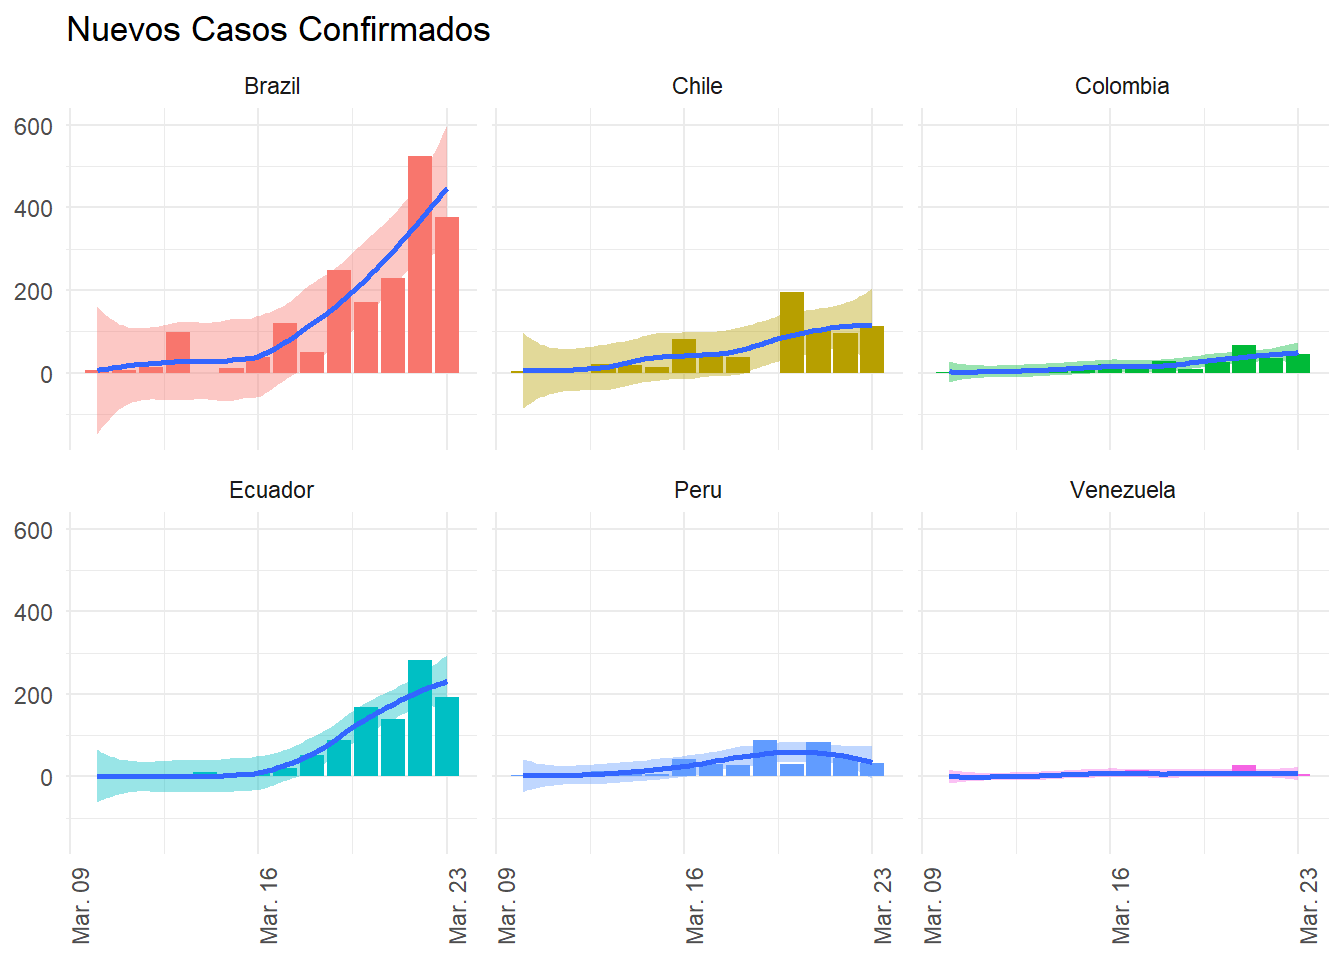 Nuevos Casos Confirmados
Brazil
Chile
Colombia
600
400
200
0
Ecuador
Peru
Venezuela
600
400
200
0
Mar. 09
Mar. 16
Mar. 23
Mar. 09
Mar. 16
Mar. 23
Mar. 09
Mar. 16
Mar. 23